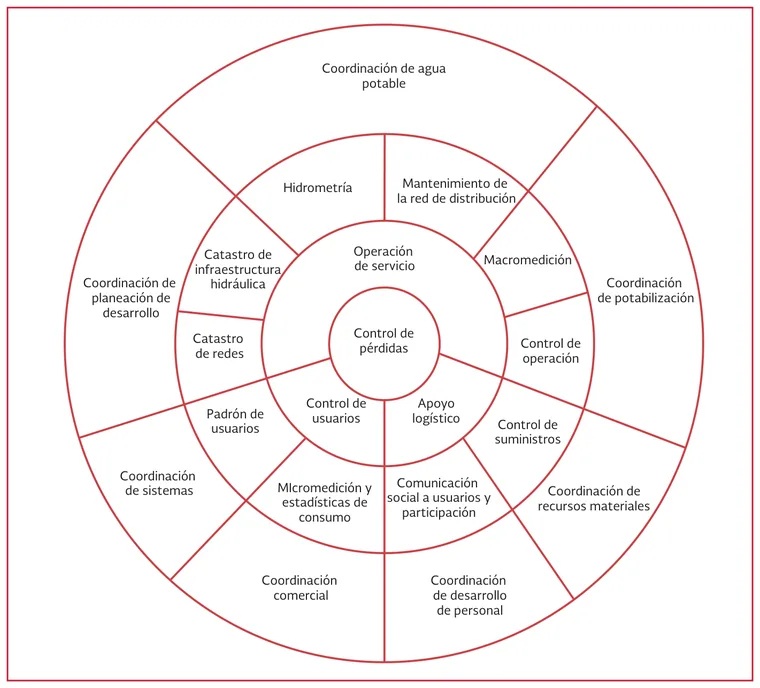 Coordinación de agua
potable
Hidrometría
Mantenimiento de
la red de distribución
Catastro de
infraestructura
hidráulica
Operación
de servicio
Macromedición
Coordinación de
planeación de
desarrollo
Coordinación
de potabilización
Catastro
de redes
Control de
pérdidas
Control de
operación
Padrón de
usuarios
Control de
usuarios
Apoyo
logístico
Control de
suministros
Coordinación
de sistemas
MIcromedición y
estadísticas de
consumo
Comunicación
social a usuarios y
participación
Coordinación de
recursos materiales
Coordinación
comercial
Coordinación
de desarrollo
de personal